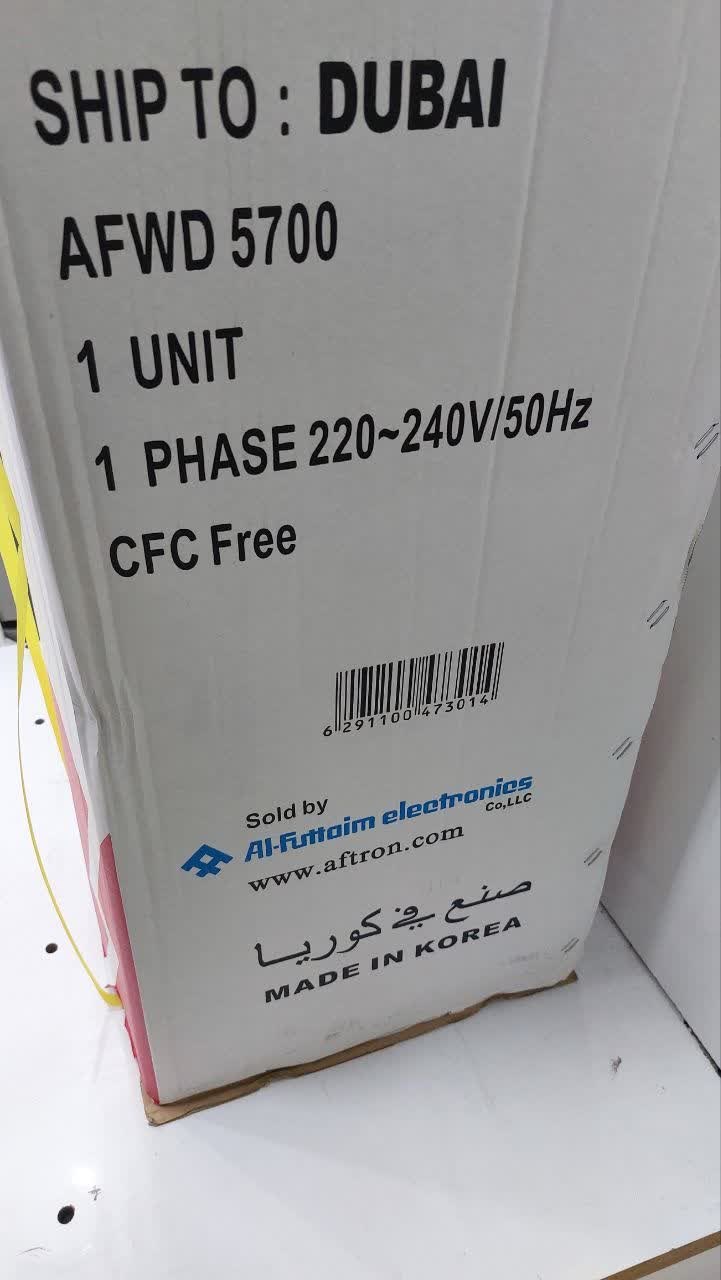 SHIP TO : DUBAI
AFWD 5700
1 UNIT
1 PHASE 220~240V/50Hz
CFC Free
6 291100 473014
Sold by
Al-Futtaim electronics
Co,LLC
www.aftron.com
صنع في كوريا
MADE IN KOREA